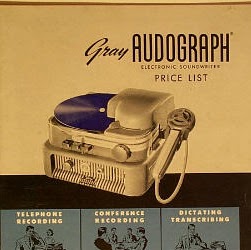 Gray AUDOGRAPH®
ELECTRONIC SOUNDWRITER
PRICE LIST
TELEPHONE
RECORDING
CONFERENCE
RECORDING
DICTATING
TRANSCRIBING